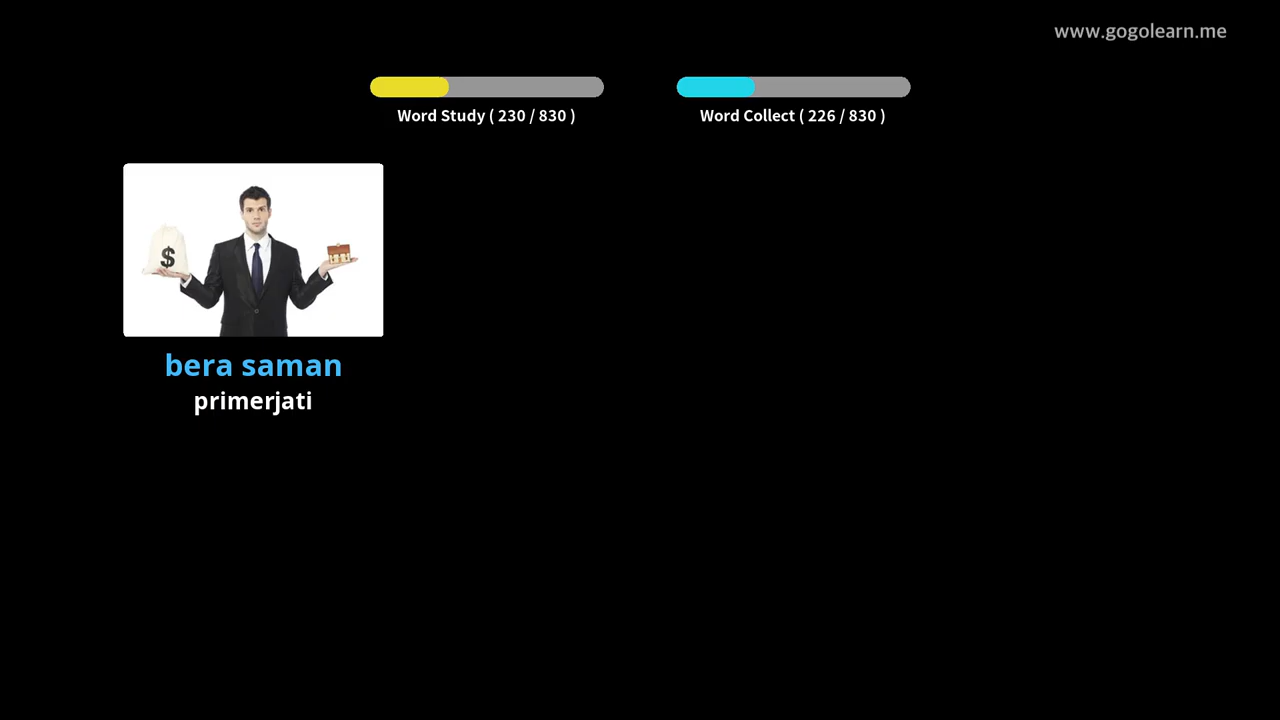 www.gogolearn.me
Word Study ( 230 / 830 )
Word Collect ( 226 / 830 )
$
bera saman
primerjati